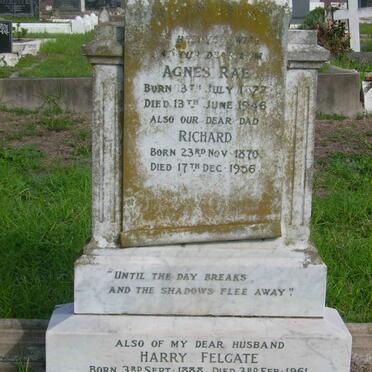 AGNES RAE
BORN 8TH JULY 1877
DIED 13TH JUNE 1946
ALSO OUR DEAR DAD
RICHARD
BORN 23RD NOV 1870
DIED 17TH DEC 1956
"UNTIL THE DAY BREAKS
AND THE SHADOWS FLEE AWAY".
ALSO OF MY DEAR HUSBAND
HARRY FELGATE
BORN 3RD SEPT 1888 DIED 3RD FEB 1961